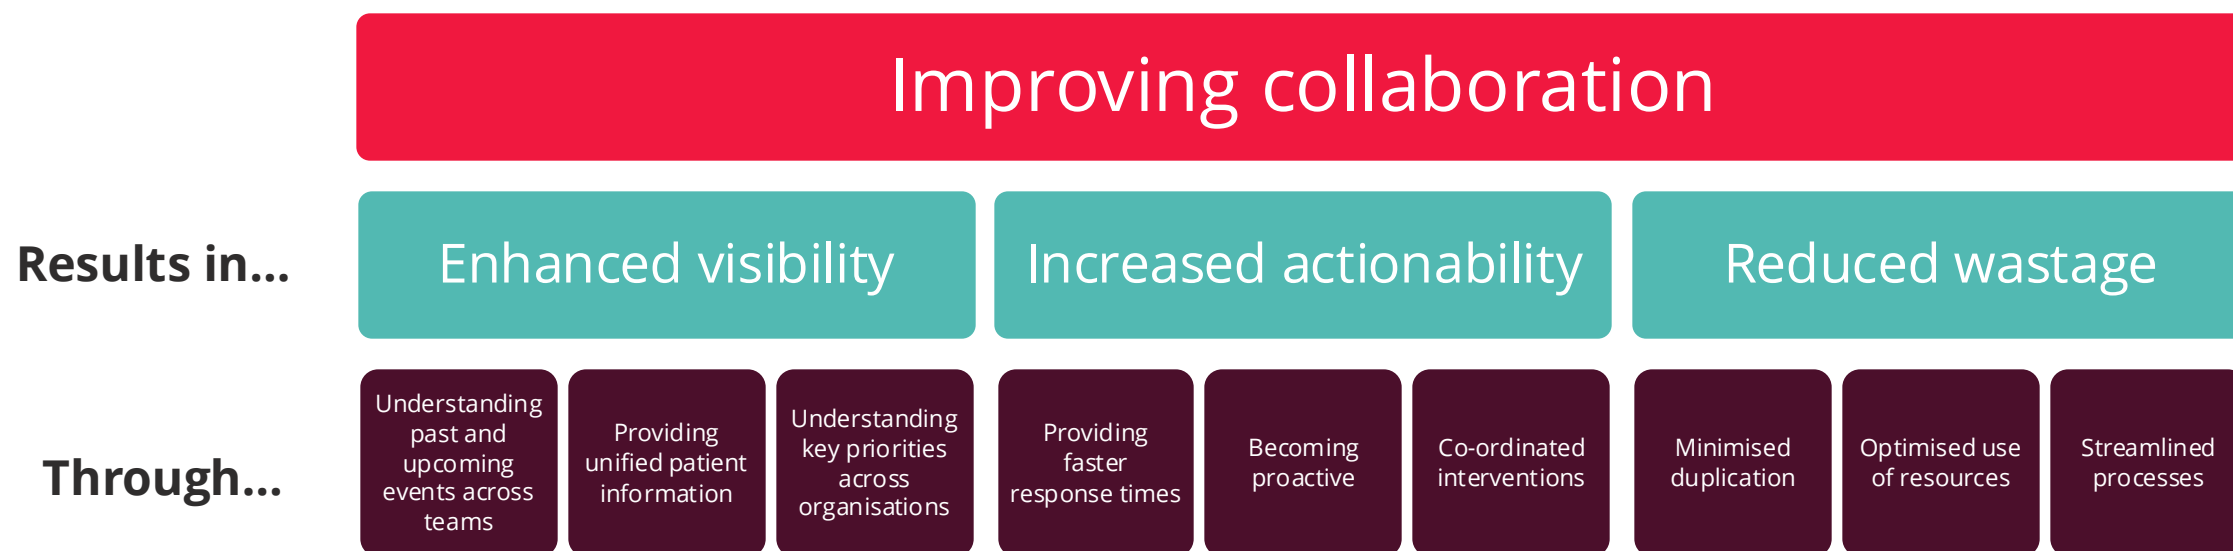 Improving collaboration
Results in...
Enhanced visibility
Increased actionability
Reduced wastage
Through...
Understanding
past and
upcoming
events across
teams
Providing
unified patient
information
Understanding
key priorities
across
organisations
Providing
faster
response times
Becoming
proactive
Co-ordinated
interventions
Minimised
duplication
Optimised use
of resources
Streamlined
processes